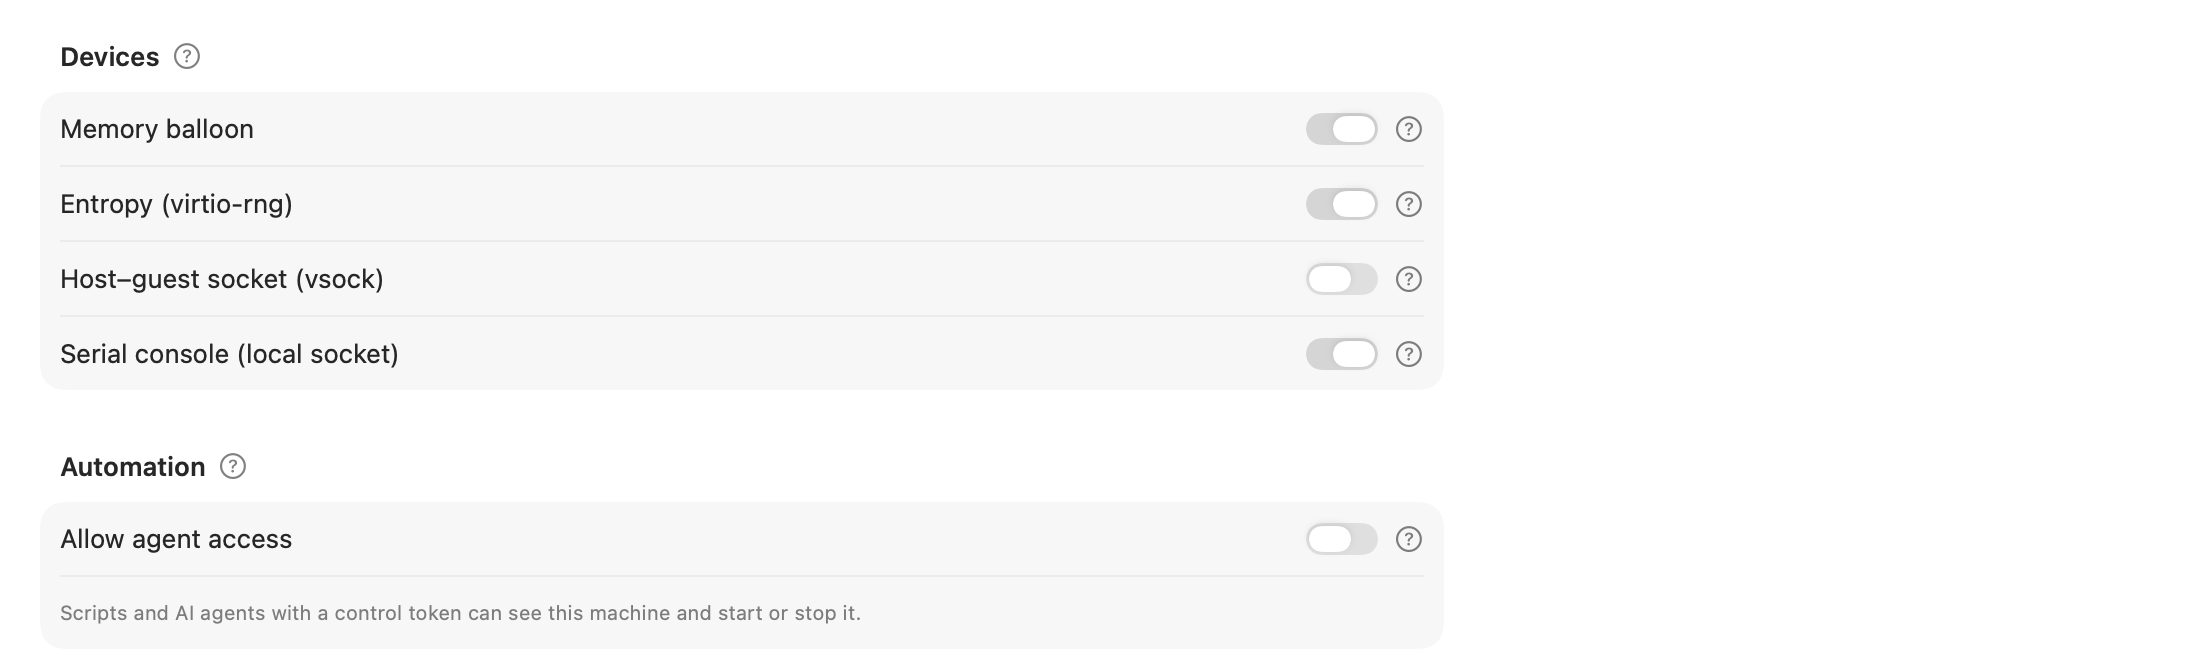 Devices ?
Memory balloon ?
Entropy (virtio-rng) ?
Host–guest socket (vsock) ?
Serial console (local socket) ?
Automation ?
Allow agent access ?
Scripts and AI agents with a control token can see this machine and start or stop it.